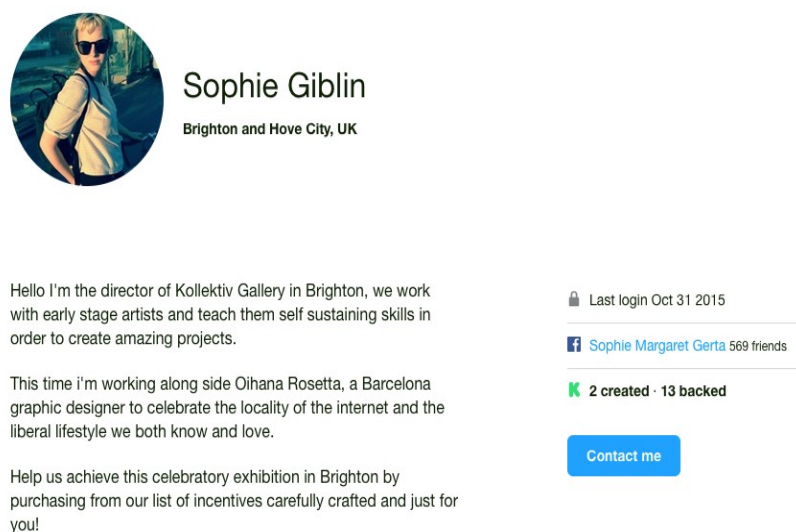 Sophie Giblin
Brighton and Hove City, UK
Hello I'm the director of Kollektiv Gallery in Brighton, we work
with early stage artists and teach them self sustaining skills in
order to create amazing projects.
This time i'm working along side Oihana Rosetta, a Barcelona
graphic designer to celebrate the locality of the internet and the
liberal lifestyle we both know and love.
Help us achieve this celebratory exhibition in Brighton by
purchasing from our list of incentives carefully crafted and just for
you!
Last login Oct 31 2015
Sophie Margaret Gerta 569 friends
2 created · 13 backed
Contact me